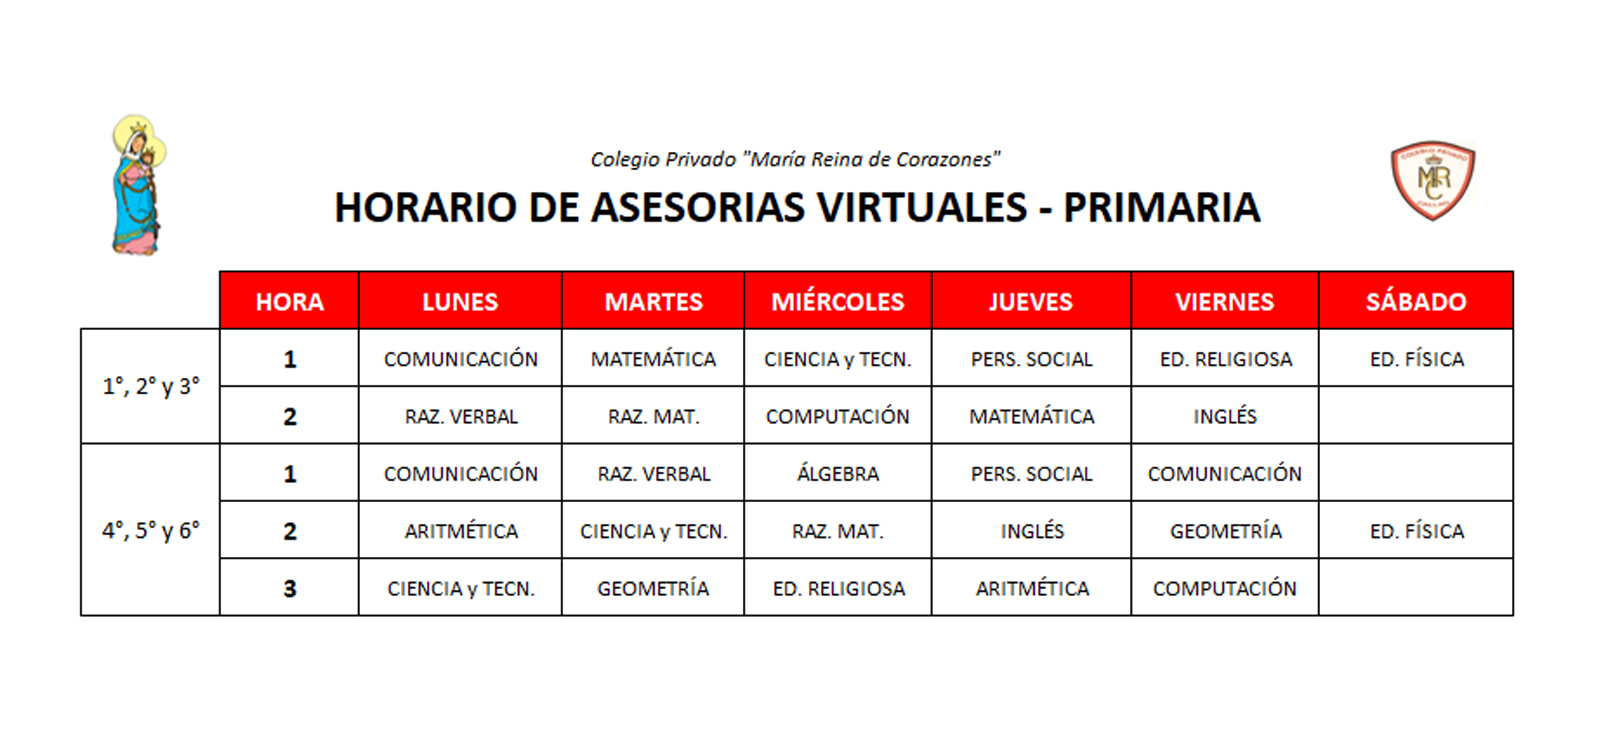 Colegio Privado "María Reina de Corazones"
HORARIO DE ASESORIAS VIRTUALES - PRIMARIA
COLEGIO PRIVADO
MRC
CALLAO
HORA LUNES MARTES MIÉRCOLES JUEVES VIERNES SÁBADO
1°, 2° y 3°
1 COMUNICACIÓN MATEMÁTICA CIENCIA y TECN. PERS. SOCIAL ED. RELIGIOSA ED. FÍSICA
2 RAZ. VERBAL RAZ. MAT. COMPUTACIÓN MATEMÁTICA INGLÉS
4°, 5° y 6°
1 COMUNICACIÓN RAZ. VERBAL ÁLGEBRA PERS. SOCIAL COMUNICACIÓN
2 ARITMÉTICA CIENCIA y TECN. RAZ. MAT. INGLÉS GEOMETRÍA ED. FÍSICA
3 CIENCIA y TECN. GEOMETRÍA ED. RELIGIOSA ARITMÉTICA COMPUTACIÓN